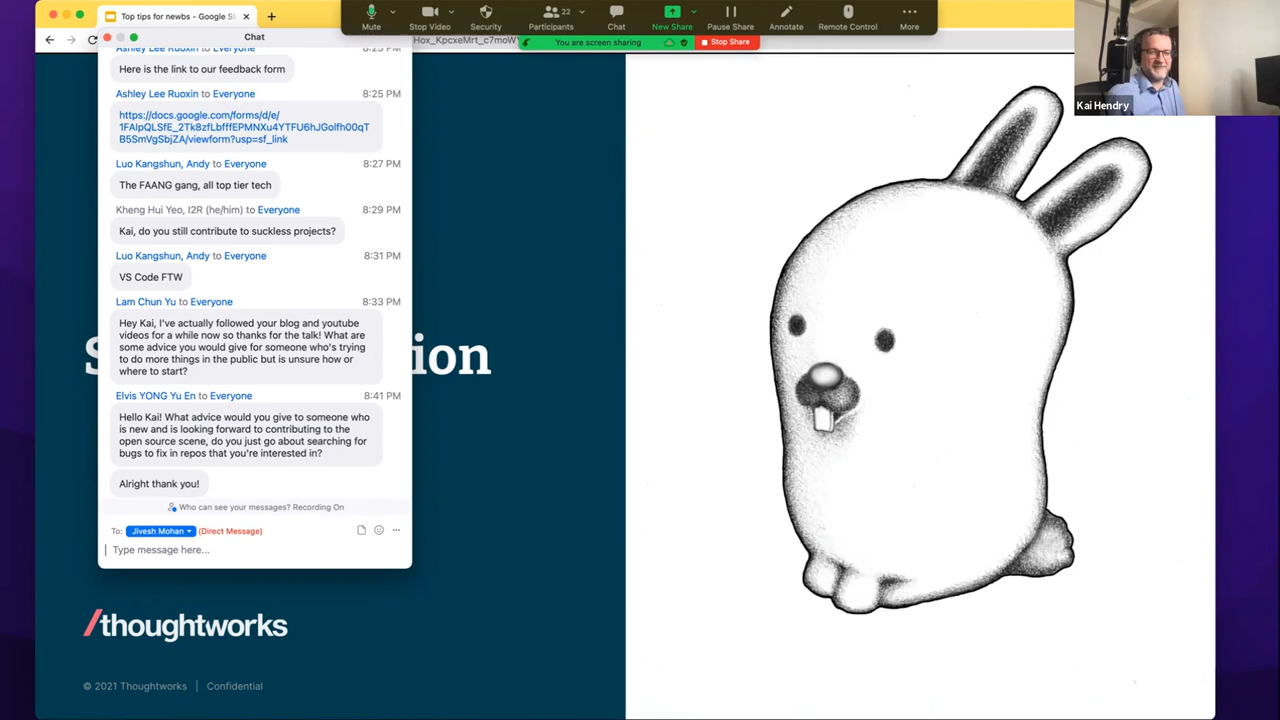 Top tips for newbs - Google Sl
Mute
Stop Video
Security
Participants
22
Chat
New Share
Pause Share
Annotate
Remote Control
More
You are screen sharing
Stop Share
Chat
Ashley Lee Ruoxin to Everyone
8:25 PM
Here is the link to our feedback form
Ashley Lee Ruoxin to Everyone
8:25 PM
https://docs.google.com/forms/d/e/
1FAIpQLSfE_2Tk8zfLbfffEPMNXu4YTFU6hJGolfh00qT
B5SmVgSbjZA/viewform?usp=sf_link
Luo Kangshun, Andy to Everyone
8:27 PM
The FAANG gang, all top tier tech
Kheng Hui Yeo, I2R (he/him) to Everyone
8:29 PM
Kai, do you still contribute to suckless projects?
Luo Kangshun, Andy to Everyone
8:31 PM
VS Code FTW
Lam Chun Yu to Everyone
8:33 PM
Hey Kai, I've actually followed your blog and youtube
videos for a while now so thanks for the talk! What are
some advice you would give for someone who's trying
to do more things in the public but is unsure how or
where to start?
Elvis YONG Yu En to Everyone
8:41 PM
Hello Kai! What advice would you give to someone who
is new and is looking forward to contributing to the
open source scene, do you just go about searching for
bugs to fix in repos that you're interested in?
Alright thank you!
Who can see your messages? Recording On
To: Jivesh Mohan (Direct Message)
Type message here...
ion
/thoughtworks
© 2021 Thoughtworks | Confidential
Kai Hendry